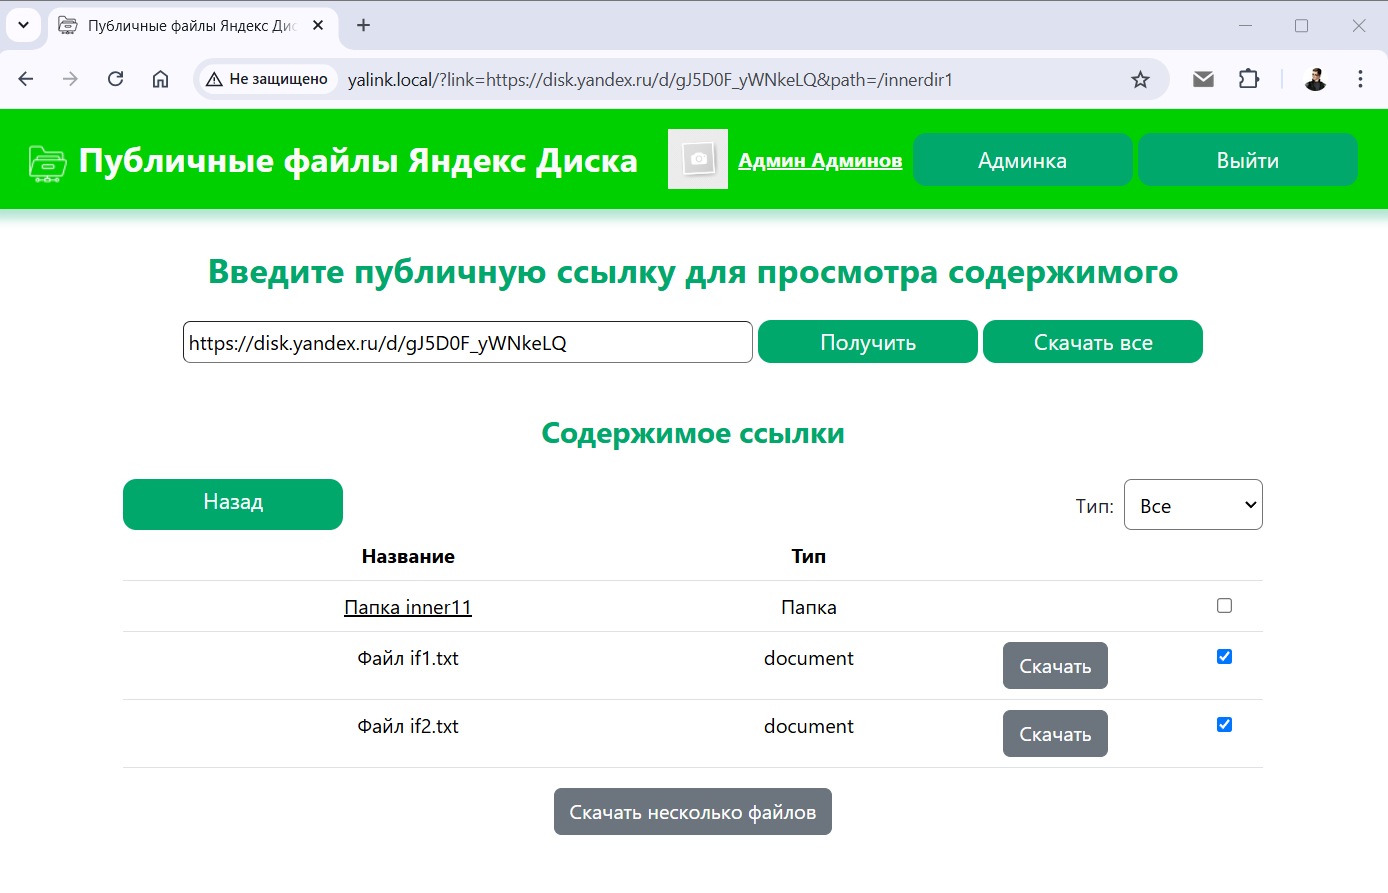 Публичные файлы Яндекс Дис
Не защищено yalink.local/?link=https://disk.yandex.ru/d/gJ5D0F_yWNkeLQ&path=/innerdir1
Публичные файлы Яндекс Диска Админ Админов Админка Выйти
Введите публичную ссылку для просмотра содержимого
https://disk.yandex.ru/d/gJ5D0F_yWNkeLQ Получить Скачать все
Содержимое ссылки
Назад Тип: Все
Название Тип
Папка inner11 Папка
Файл if1.txt document Скачать
Файл if2.txt document Скачать
Скачать несколько файлов